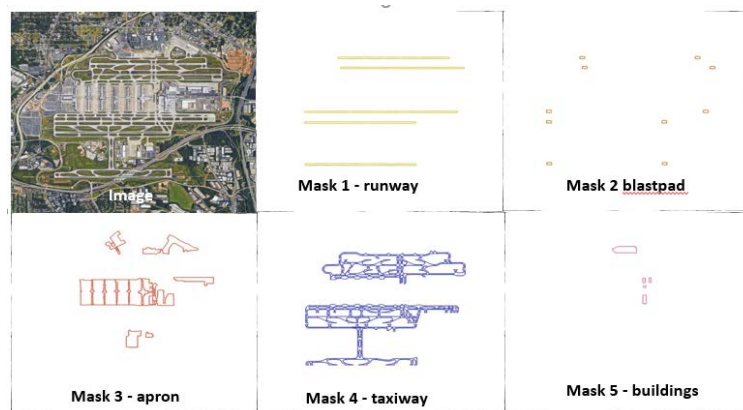 Image
Mask 1 - runway
Mask 2 blastpad
Mask 3 - apron
Mask 4 - taxiway
Mask 5 - buildings